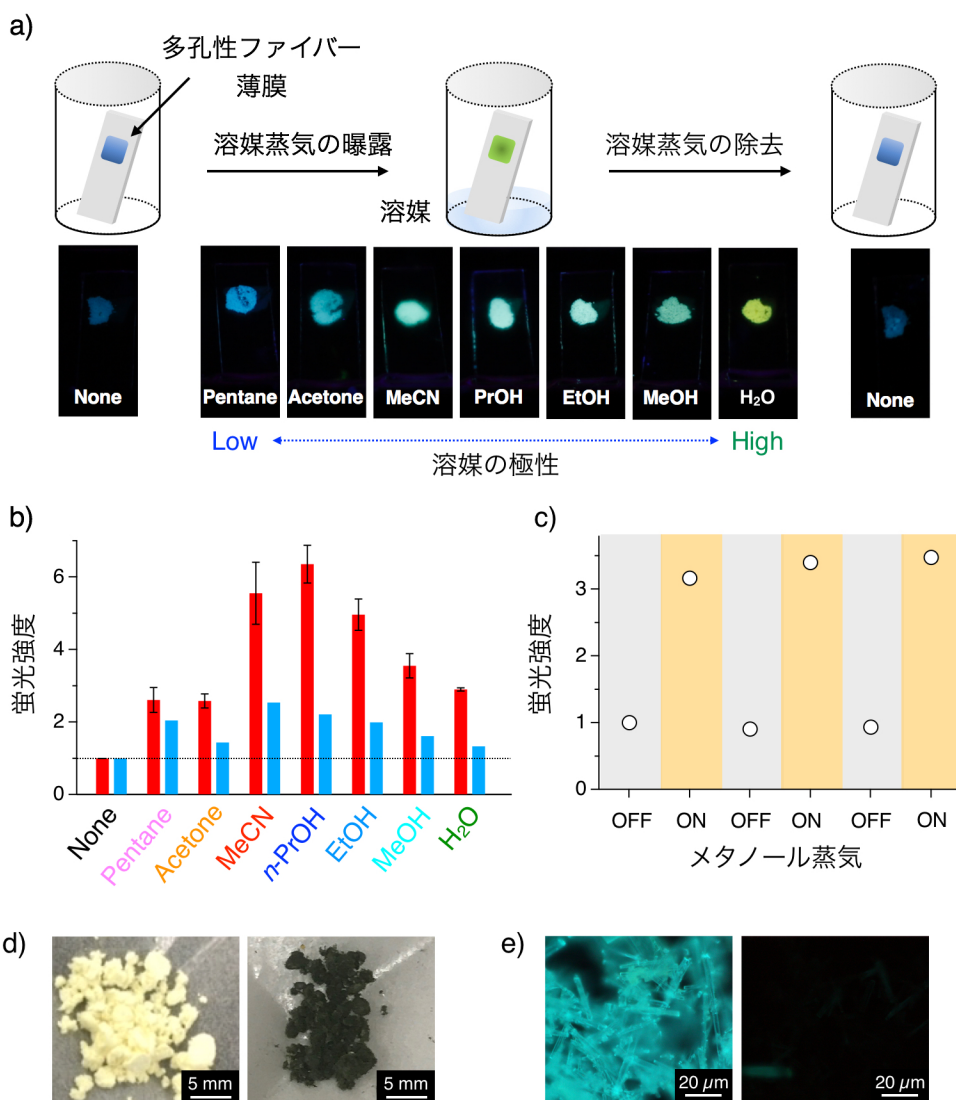 a)
多孔性ファイバー
薄膜
溶媒蒸気の曝露
溶媒蒸気の除去
溶媒
None
Pentane
Acetone
MeCN
PrOH
EtOH
MeOH
H₂O
None
Low
High
溶媒の極性
b)
蛍光強度
6
4
2
0
None
Pentane
Acetone
MeCN
n-PrOH
EtOH
MeOH
H₂O
c)
蛍光強度
3
2
1
0
OFF
ON
OFF
ON
OFF
ON
メタノール蒸気
d)
5 mm
5 mm
e)
20 µm
20 µm